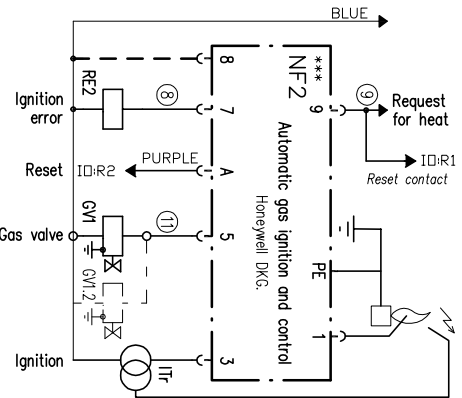 BLUE
8
***
NF2
RE2
Ignition
error
8
7
9
9
Request
for heat
Automatic gas ignition and control
Honeywell DKG.
PURPLE
Reset
IO:R2
A
IO:R1
Reset contact
GV1
11
Gas valve
5
PE
GV1.2
1
Ignition
ITr
3